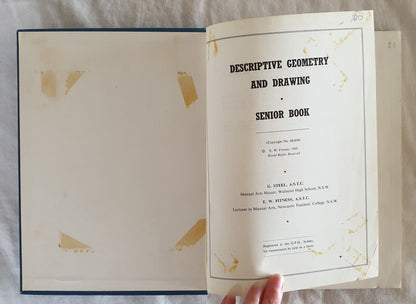 DESCRIPTIVE GEOMETRY
AND DRAWING
SENIOR BOOK
(Copyright No.
© E. W. Fitness, 
World Rights Reserved
G. STEEL, A.S.T.C.
Manual Arts Master, Wallsend High School, N.S.W.
E. W. FITNESS, A.S.T.C.
Lecturer in Manual Arts, Newcastle Teachers' College, N.S.W.
Registered at the G.P.O., Sydney,
for transmission by post as a book.